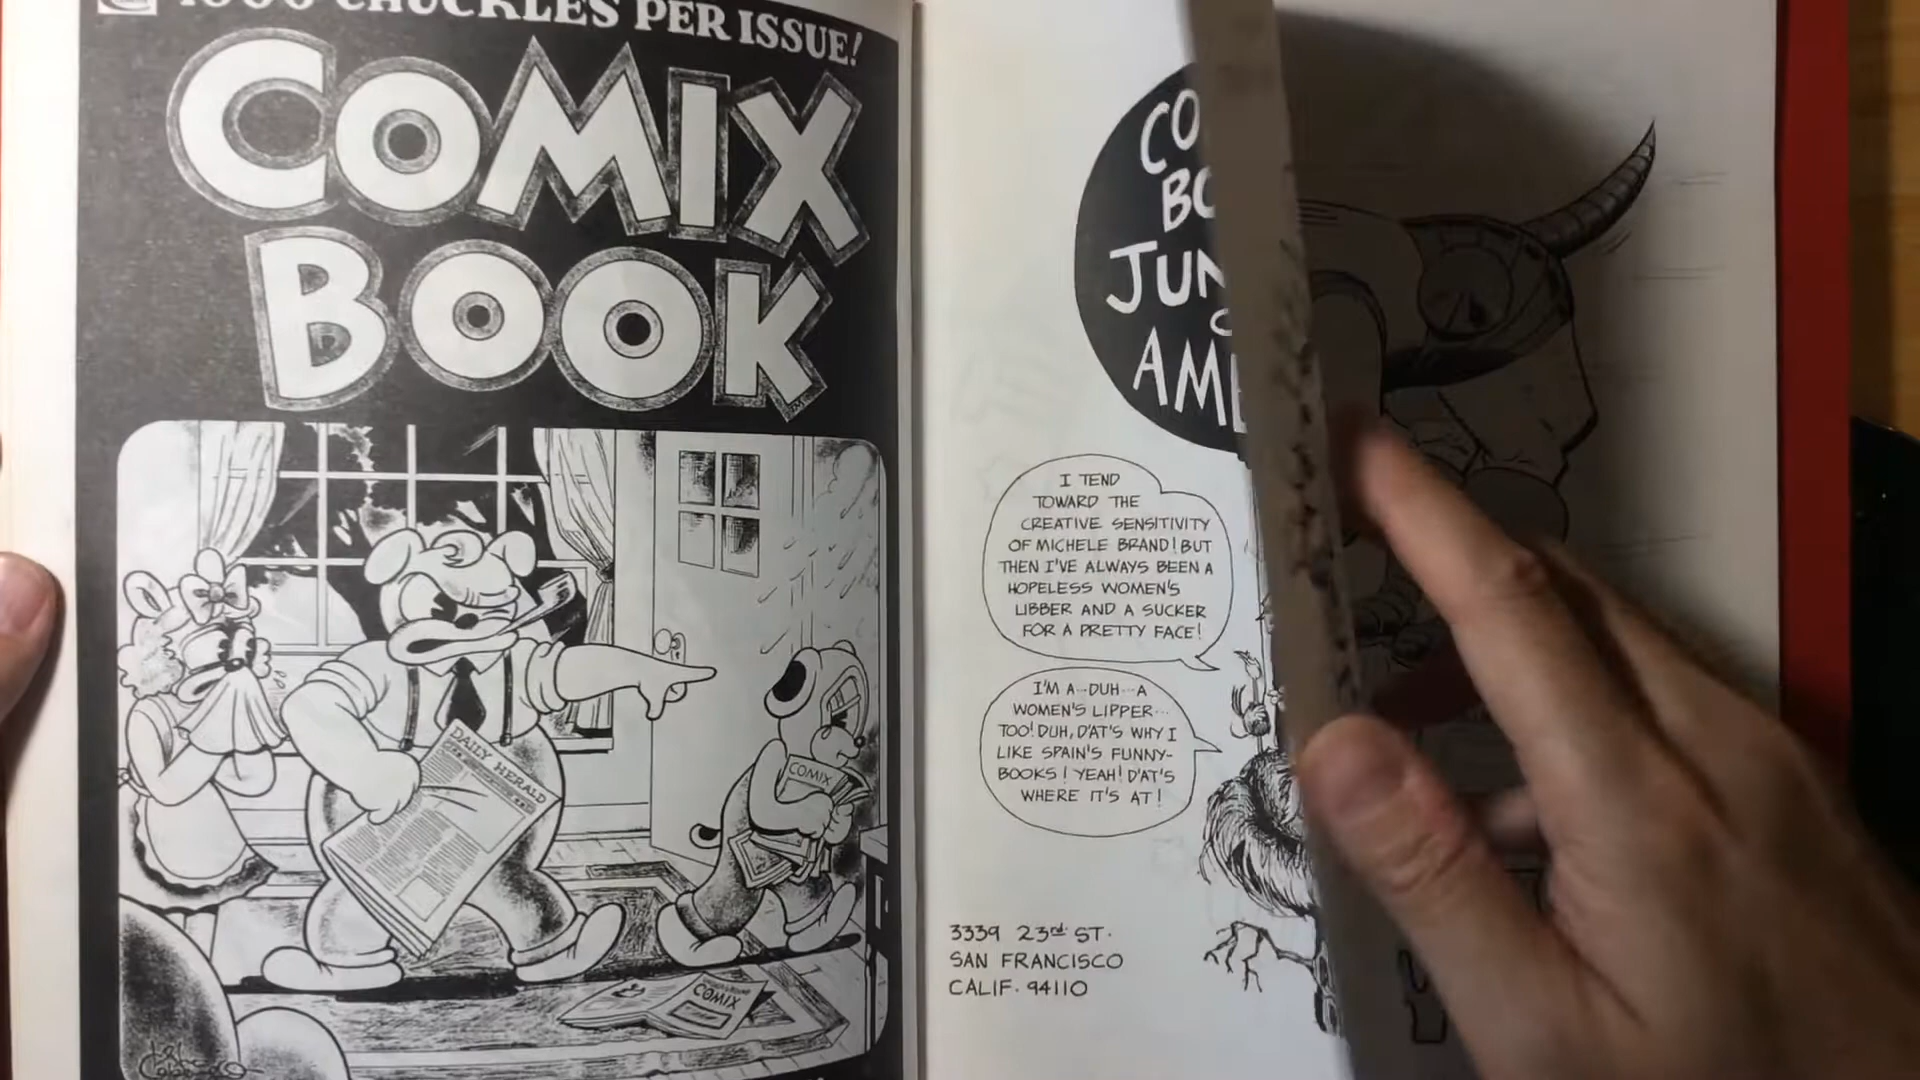 1000 CHUCKLES PER ISSUE!
COMIX
BOOK
DAILY HERALD
COMIX
COMIX
CO
BO
JUN
AME
I TEND
TOWARD THE
CREATIVE SENSITIVITY
OF MICHELE BRAND! BUT
THEN I'VE ALWAYS BEEN A
HOPELESS WOMEN'S
LIBBER AND A SUCKER
FOR A PRETTY FACE!
I'M A--DUH--A
WOMEN'S LIPPER--
TOO! DUH, D'AT'S WHY I
LIKE SPAIN'S FUNNY-
BOOKS! YEAH! D'AT'S
WHERE IT'S AT!
3339 23rd ST.
SAN FRANCISCO
CALIF. 94110